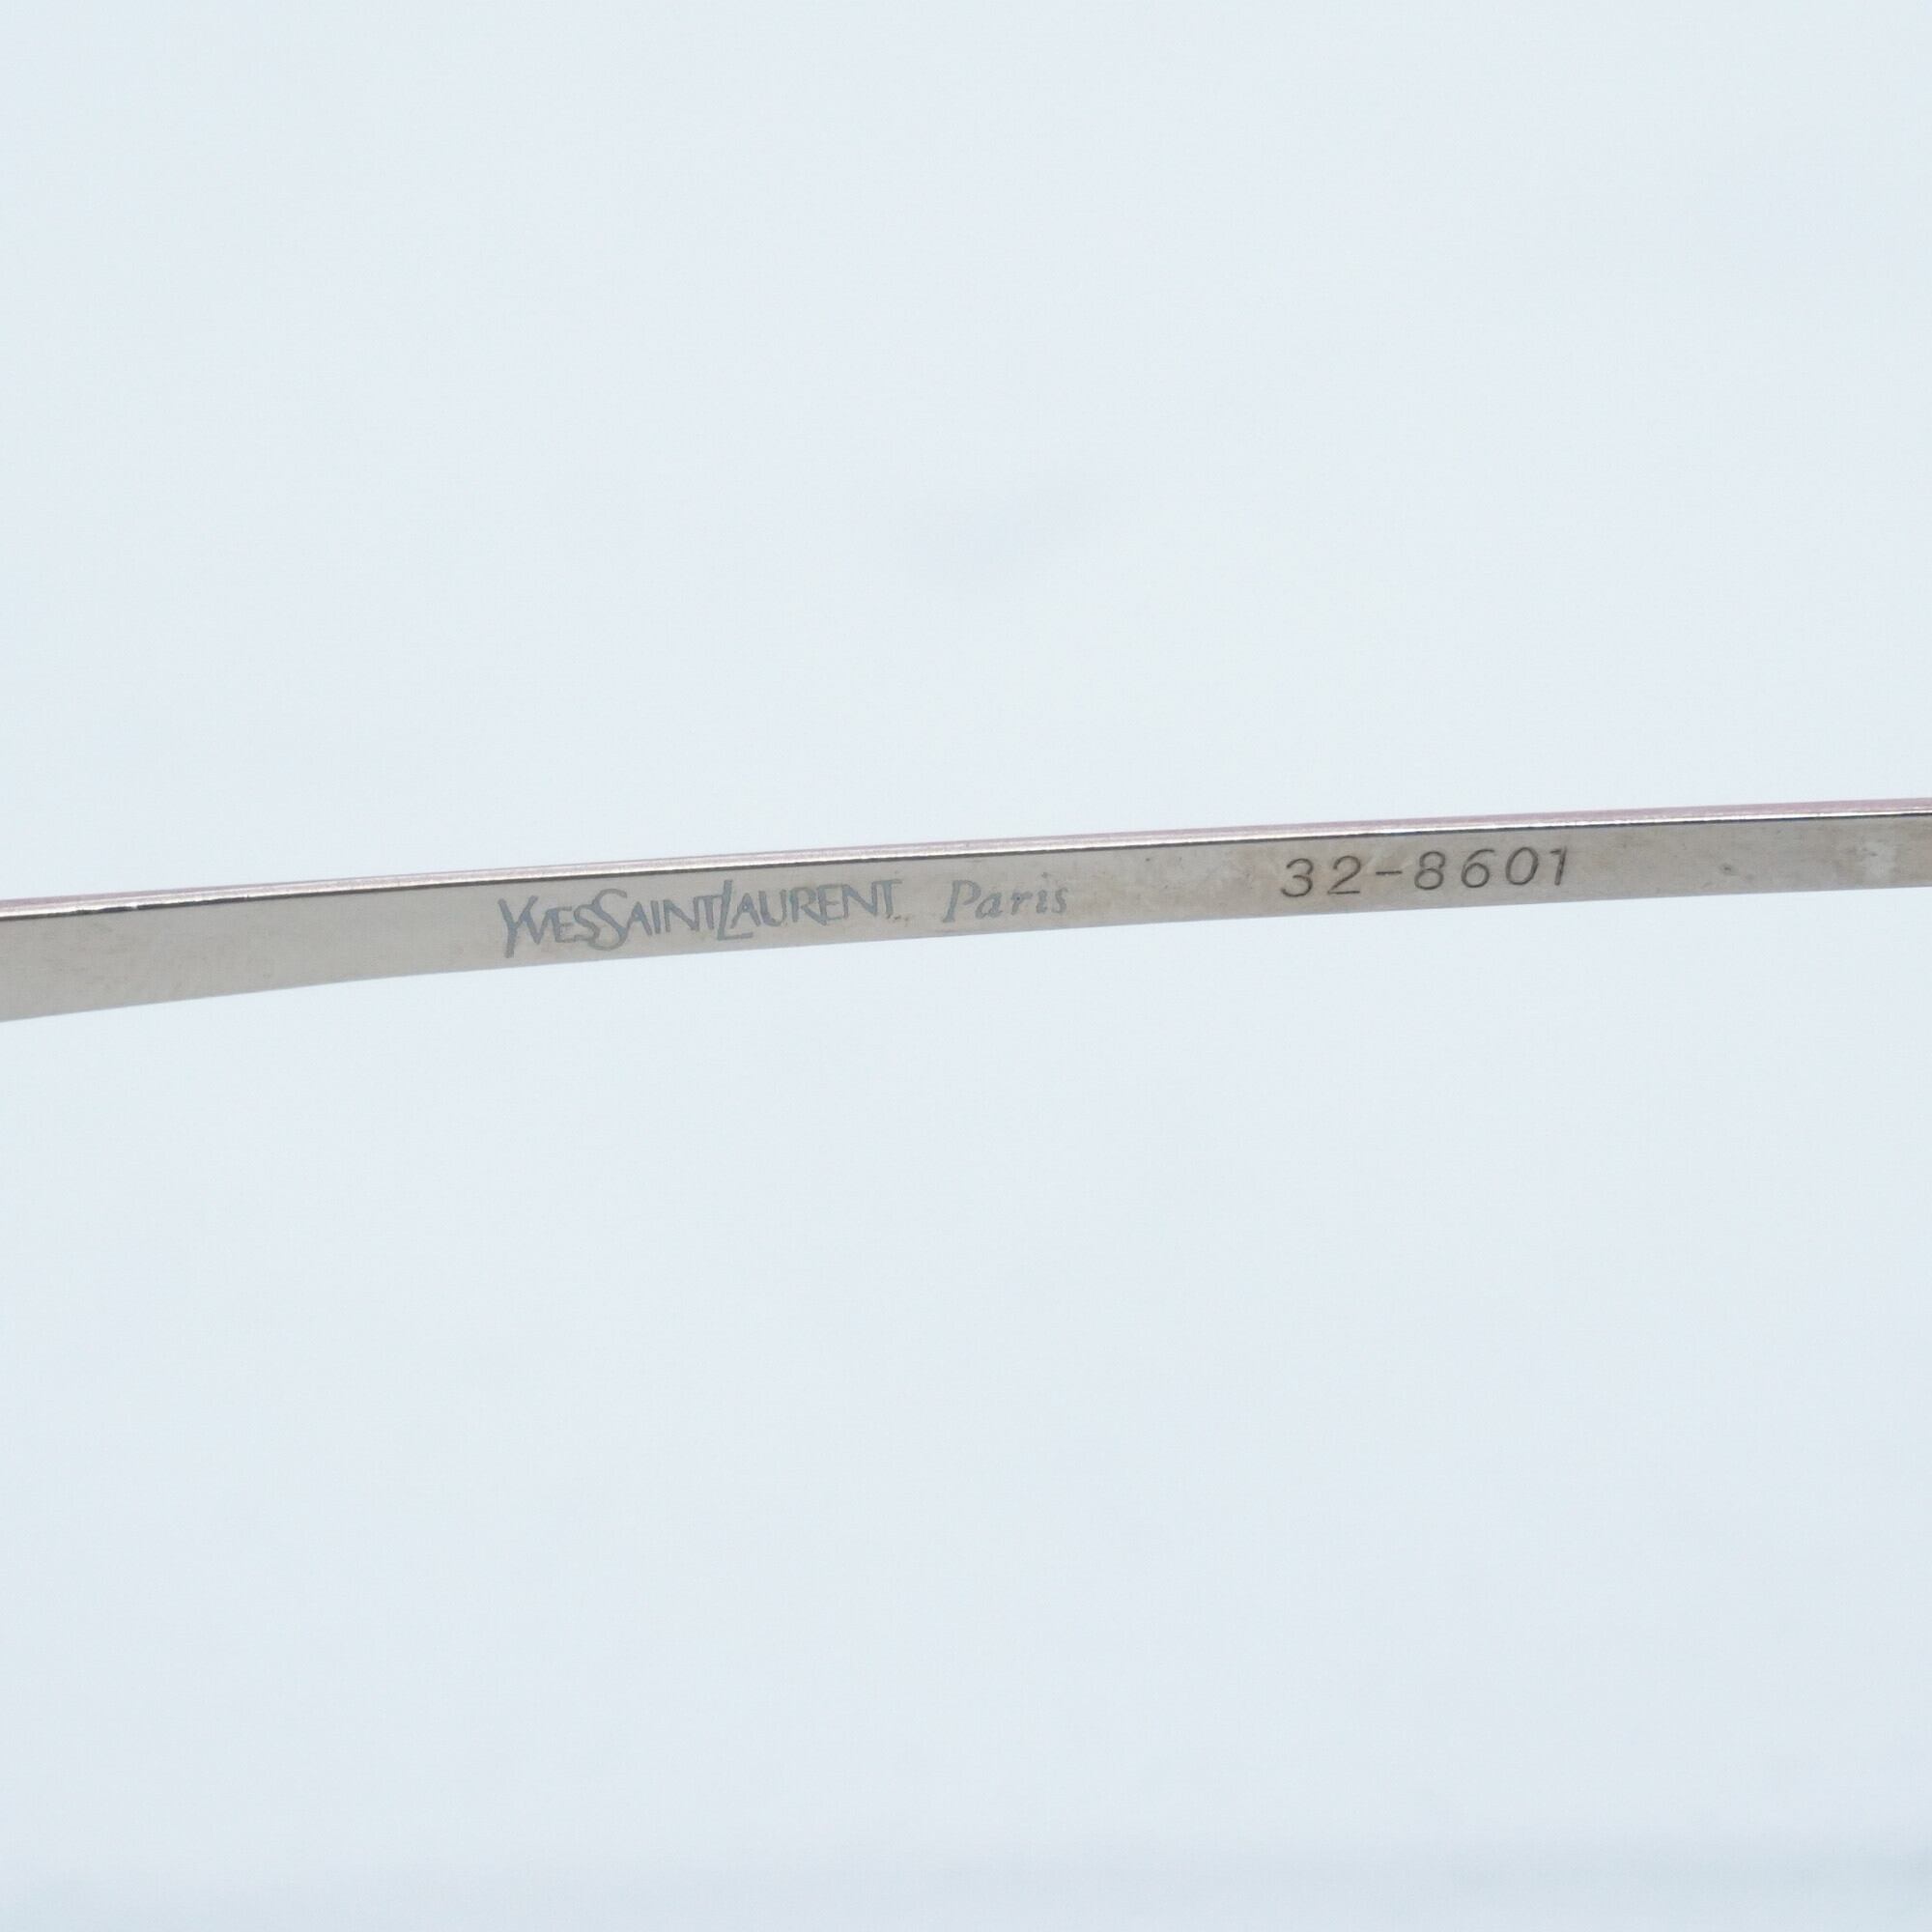 YVESSAINTLAURENT Paris 32-8601